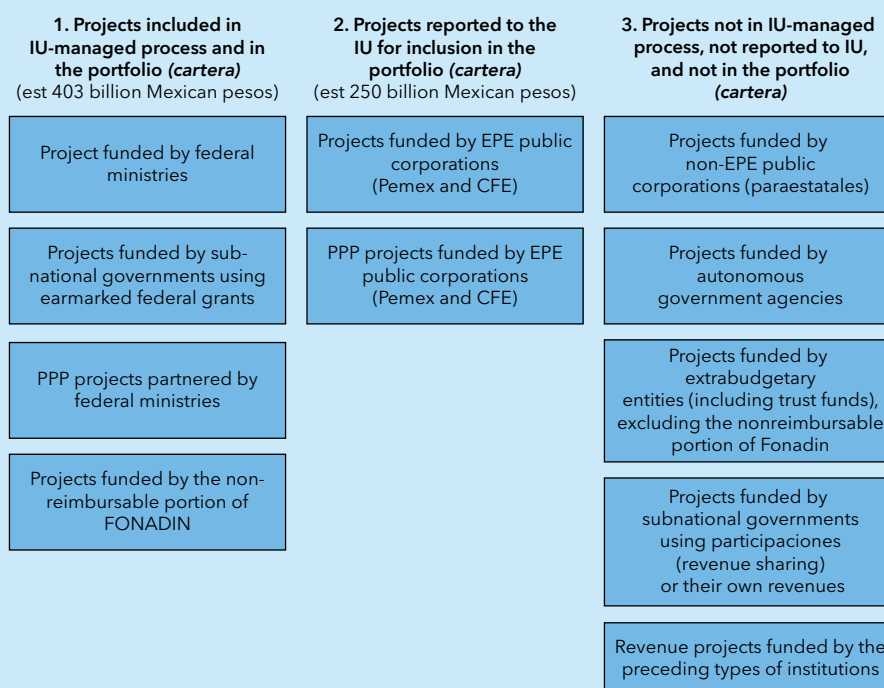 1. Projects included in
IU-managed process and in
the portfolio (cartera)
(est 403 billion Mexican pesos)
Project funded by federal
ministries
Projects funded by sub-
national governments using
earmarked federal grants
PPP projects partnered by
federal ministries
Projects funded by the non-
reimbursable portion of
FONADIN
2. Projects reported to the
IU for inclusion in the
portfolio (cartera)
(est 250 billion Mexican pesos)
Projects funded by EPE public
corporations
(Pemex and CFE)
PPP projects funded by EPE
public corporations
(Pemex and CFE)
3. Projects not in IU-managed
process, not reported to IU,
and not in the portfolio
(cartera)
Projects funded by
non-EPE public
corporations (paraestatales)
Projects funded by
autonomous
government agencies
Projects funded by
extrabudgetary
entities (including trust funds),
excluding the nonreimbursable
portion of Fonadin
Projects funded by
subnational governments
using participaciones
(revenue sharing)
or their own revenues
Revenue projects funded by the
preceding types of institutions